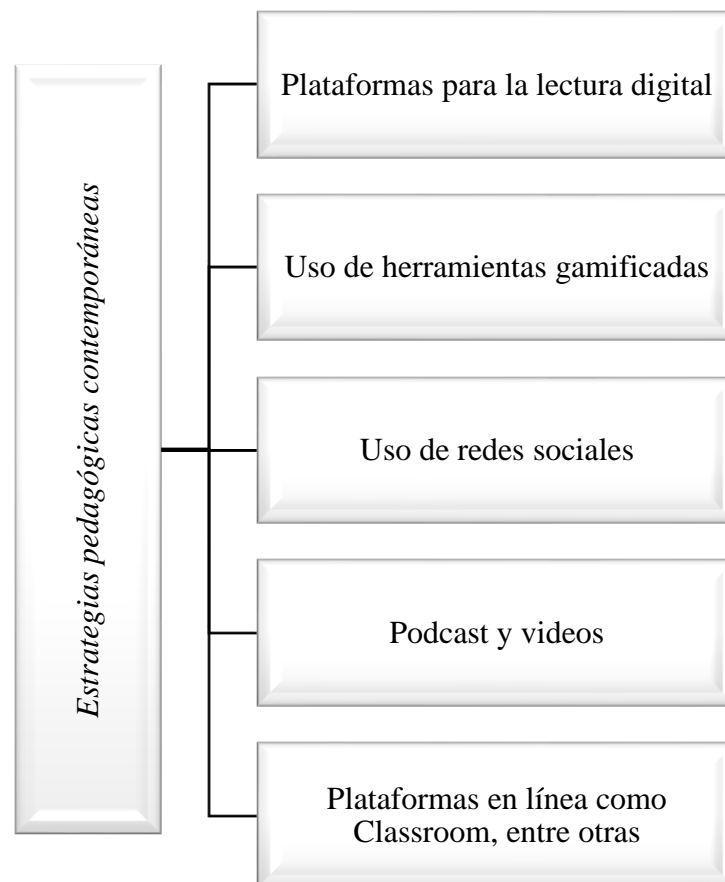 Estrategias pedagógicas contemporáneas
Plataformas para la lectura digital
Uso de herramientas gamificadas
Uso de redes sociales
Podcast y videos
Plataformas en línea como
Classroom, entre otras